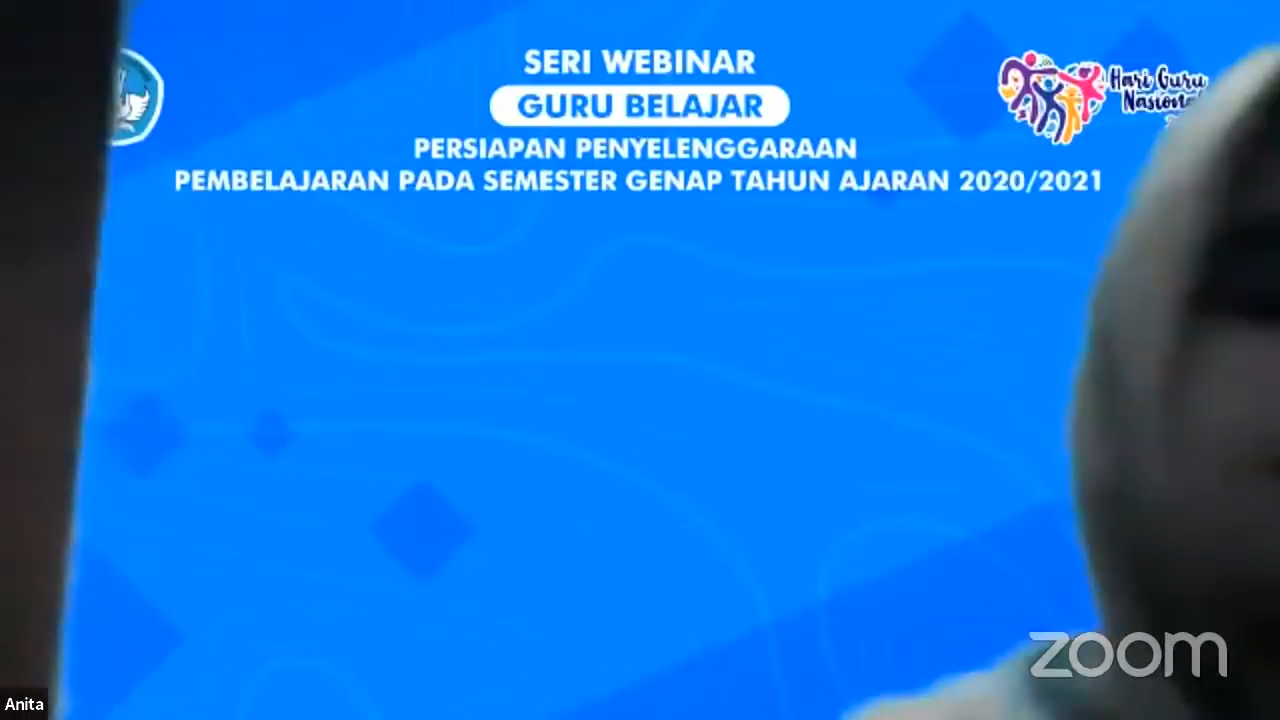 SERI WEBINAR
GURU BELAJAR
PERSIAPAN PENYELENGGARAAN
PEMBELAJARAN PADA SEMESTER GENAP TAHUN AJARAN 2020/2021
Hari Guru
zoom
Anita